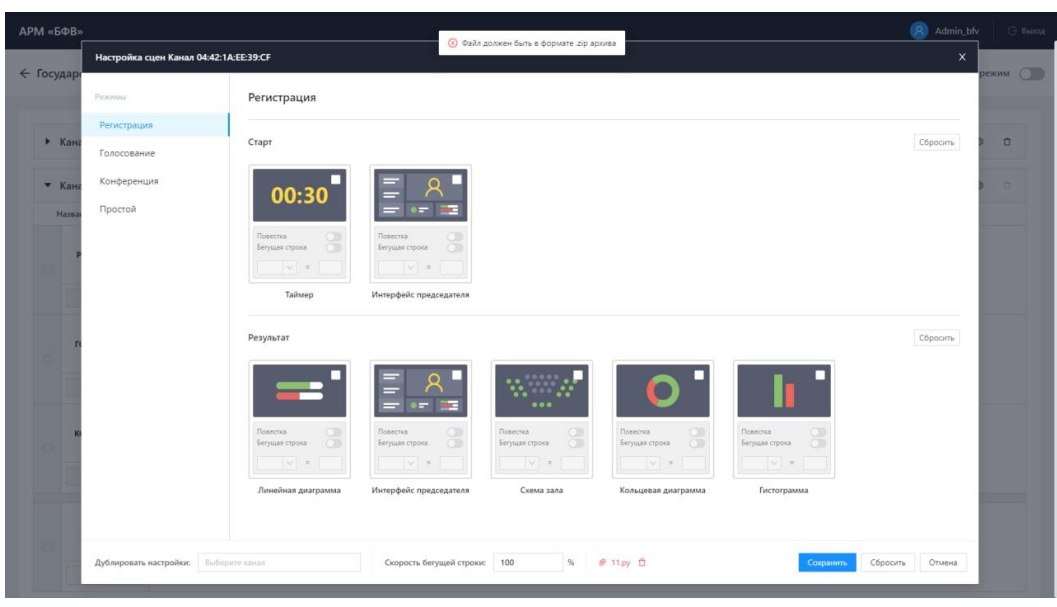 АРМ «БФВ»
Файл должен быть в формате .zip архива
Admin_bfv
Выход
Государ
режим
Настройка сцен Канал 04:42:1A:EE:39:CF
X
Режимы
Регистрация
Голосование
Конференция
Простой
Регистрация
Старт
Сбросить
00:30
Повестка
Бегущая строка
Таймер
Повестка
Бегущая строка
Интерфейс председателя
Результат
Сбросить
Повестка
Бегущая строка
Линейная диаграмма
Повестка
Бегущая строка
Интерфейс председателя
Повестка
Бегущая строка
Схема зала
Повестка
Бегущая строка
Кольцевая диаграмма
Повестка
Бегущая строка
Гистограмма
Кана
Кана
Назва
Дублировать настройки: Выберите канал
Скорость бегущей строки: 100 %
11.py
Сохранить Сбросить Отмена